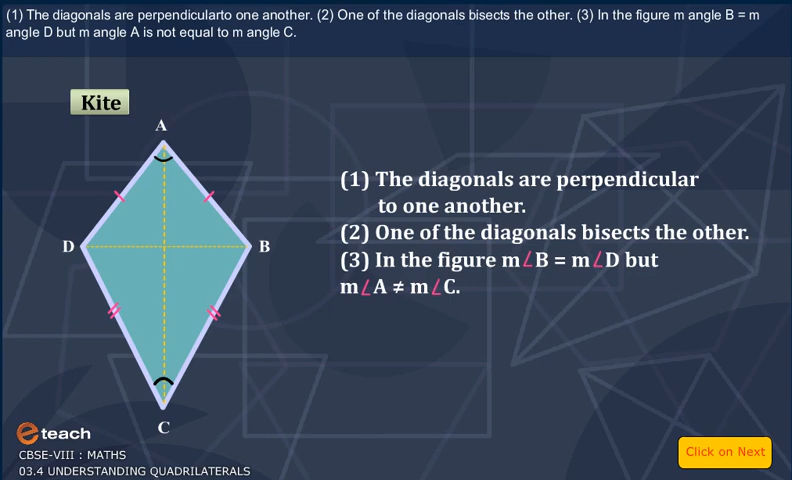 (1) The diagonals are perpendicularto one another. (2) One of the diagonals bisects the other. (3) In the figure m angle B = m
angle D but m angle A is not equal to m angle C.
Kite
A
D
B
C
(1) The diagonals are perpendicular
to one another.
(2) One of the diagonals bisects the other.
(3) In the figure m∠B = m∠D but
m∠A ≠ m∠C.
e teach
CBSE-VIII : MATHS
03.4 UNDERSTANDING QUADRILATERALS
Click on Next